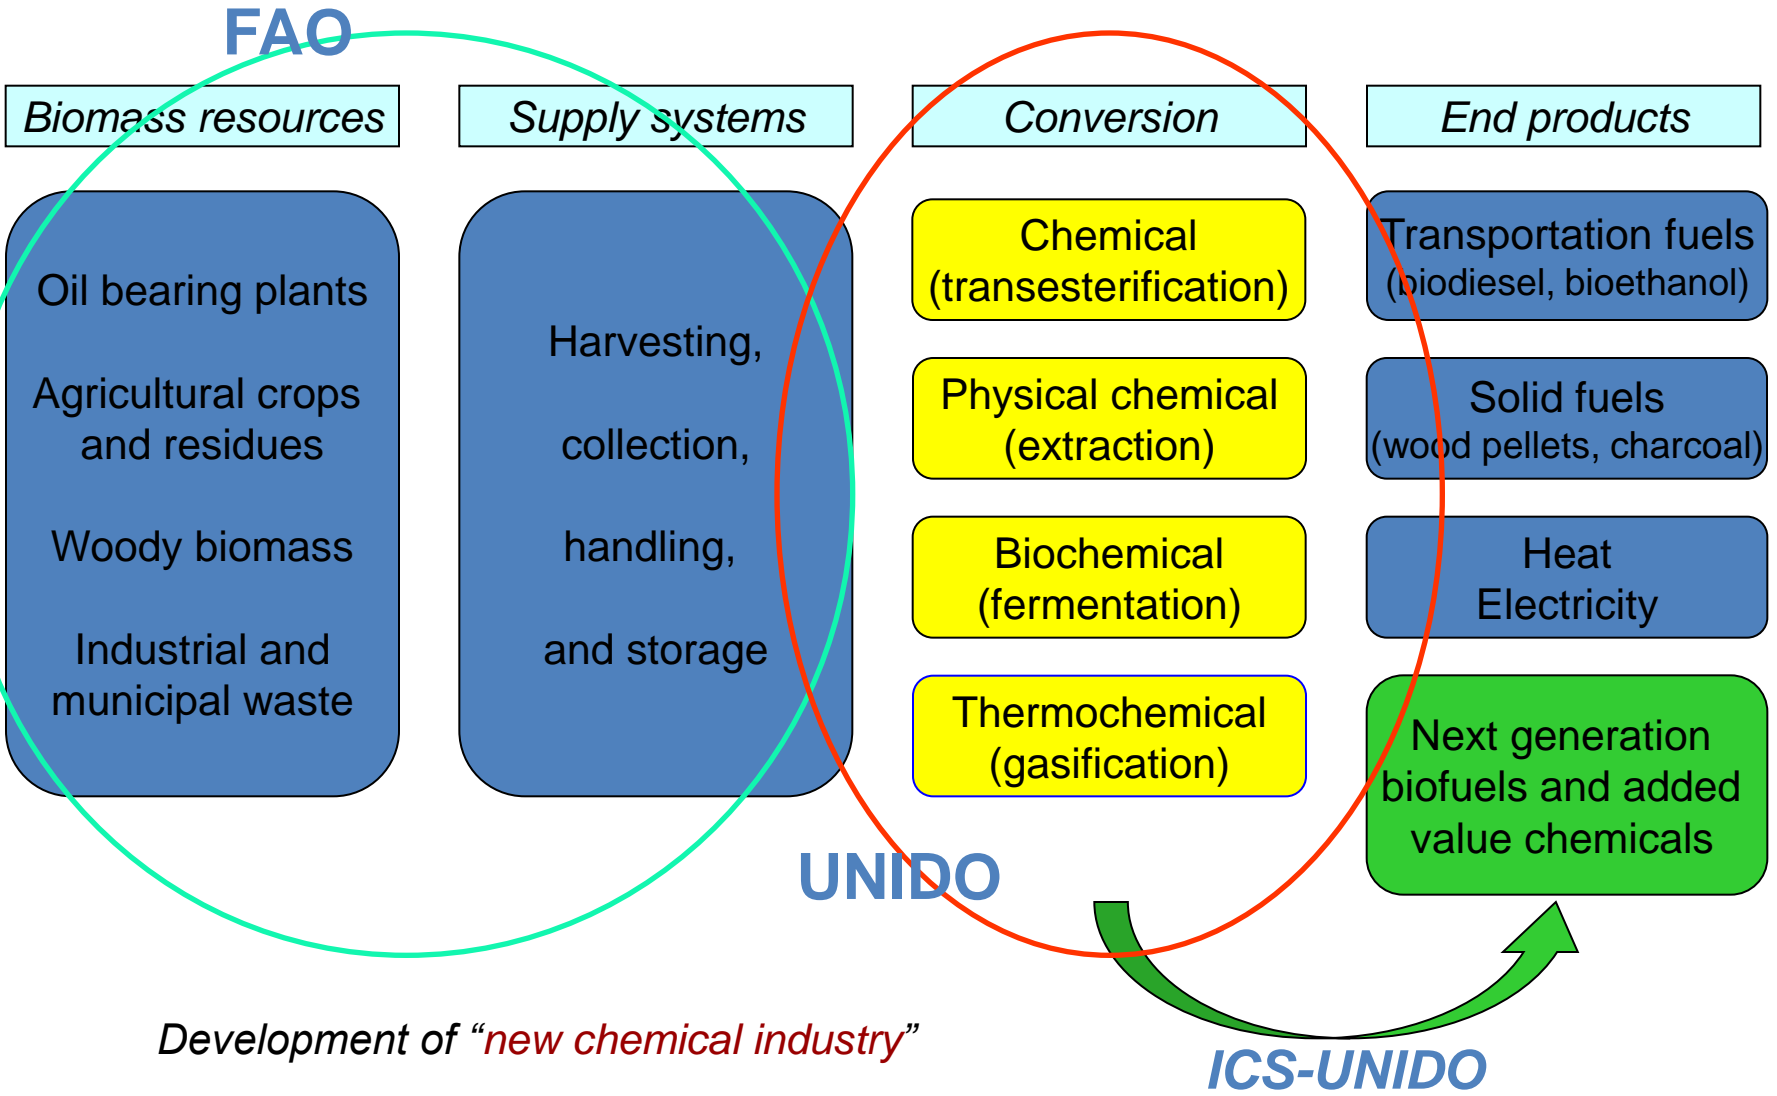 FAO
Biomass resources
Supply systems
Conversion
End products
Oil bearing plants
Agricultural crops
and residues
Woody biomass
Industrial and
municipal waste
Harvesting,
collection,
handling,
and storage
Chemical
(transesterification)
Physical chemical
(extraction)
Biochemical
(fermentation)
Thermochemical
(gasification)
Transportation fuels
(biodiesel, bioethanol)
Solid fuels
(wood pellets, charcoal)
Heat
Electricity
Next generation
biofuels and added
value chemicals
UNIDO
Development of “new chemical industry”
ICS-UNIDO